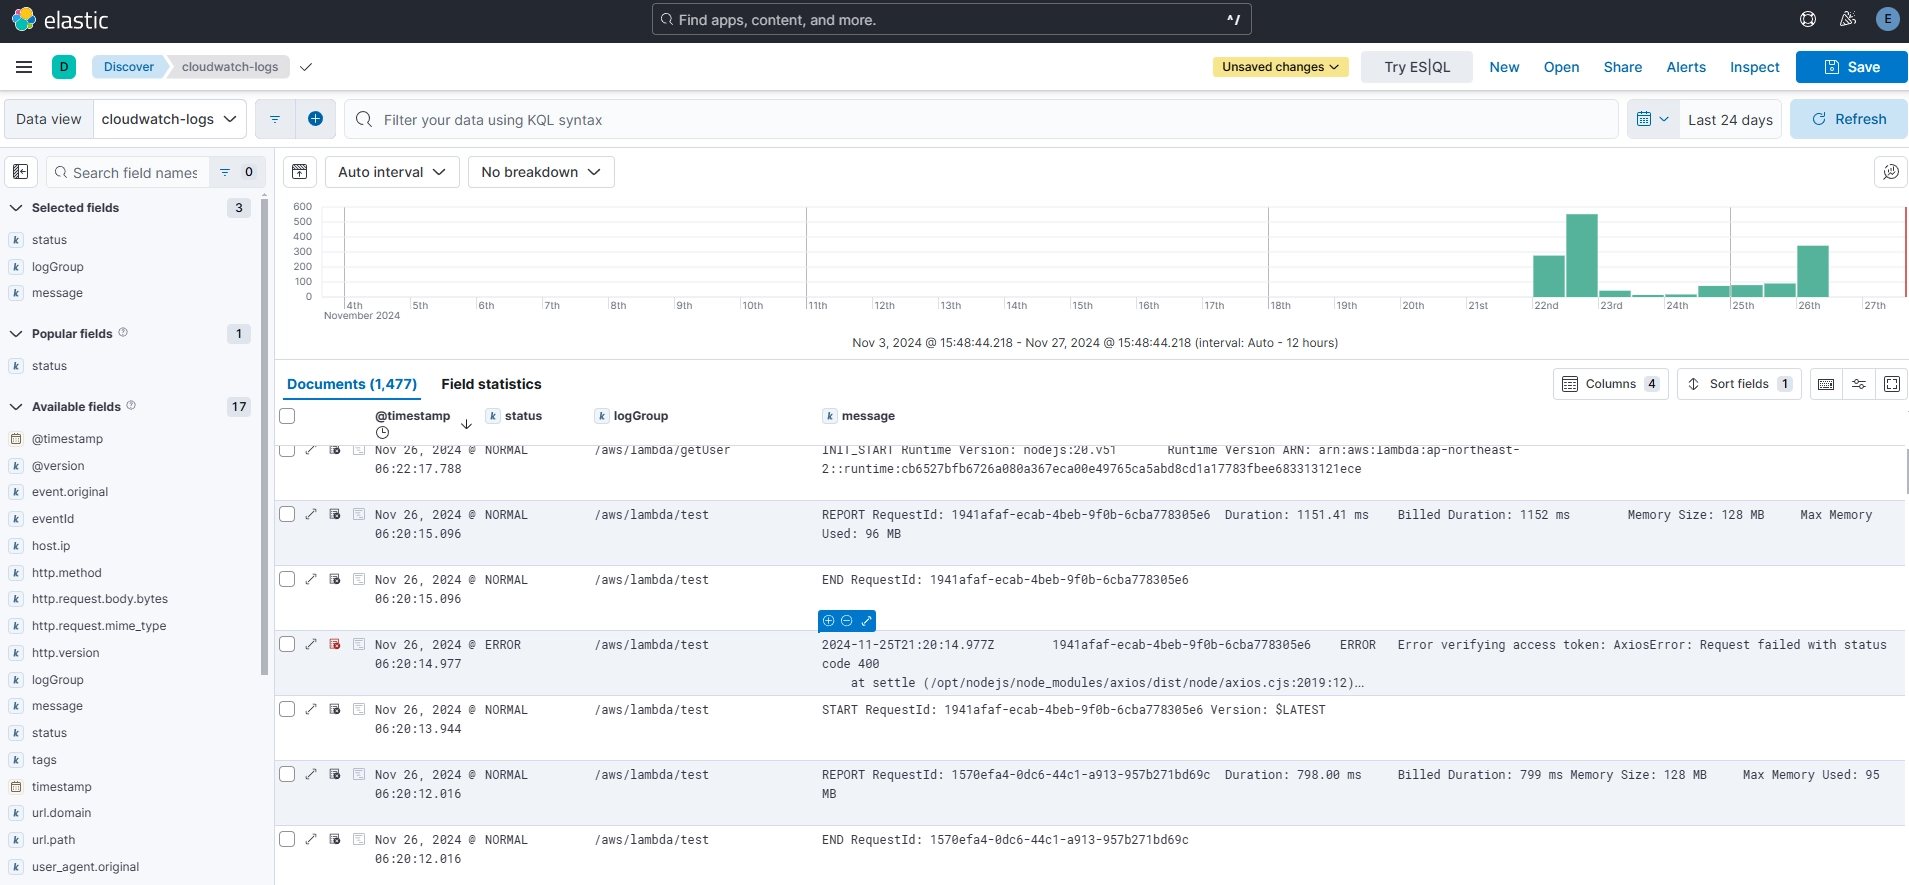 elastic
Find apps, content, and more.
^/
E
D
Discover
cloudwatch-logs
Unsaved changes
Try ES|QL
New
Open
Share
Alerts
Inspect
Save
Data view
cloudwatch-logs
Filter your data using KQL syntax
Last 24 days
Refresh
Search field names
0
Selected fields
3
k status
k logGroup
k message
Popular fields
1
k status
Available fields
17
@timestamp
k @version
k event.original
k eventId
k host.ip
k http.method
k http.request.body.bytes
k http.request.mime_type
k http.version
k logGroup
k message
k status
k tags
timestamp
k url.domain
k url.path
k user_agent.original
Auto interval
No breakdown
600
500
400
300
200
100
0
4th 5th 6th 7th 8th 9th 10th 11th 12th 13th 14th 15th 16th 17th 18th 19th 20th 21st 22nd 23rd 24th 25th 26th 27th
November 2024
Nov 3, 2024 @ 15:48:44.218 - Nov 27, 2024 @ 15:48:44.218 (interval: Auto - 12 hours)
Documents (1,477)
Field statistics
Columns 4
Sort fields 1
@timestamp
k status
k logGroup
k message
Nov 26, 2024 @ NORMAL /aws/lambda/getUser INIT_START Runtime Version: nodejs:20.v51 Runtime Version ARN: arn:aws:lambda:ap-northeast-
06:22:17.788 2::runtime:cb6527bfb6726a080a367eca00e49765ca5abd8cd1a17783fbee683313121ece
Nov 26, 2024 @ NORMAL /aws/lambda/test REPORT RequestId: 1941afaf-ecab-4beb-9f0b-6cba778305e6 Duration: 1151.41 ms Billed Duration: 1152 ms Memory Size: 128 MB Max Memory
06:20:15.096 Used: 96 MB
Nov 26, 2024 @ NORMAL /aws/lambda/test END RequestId: 1941afaf-ecab-4beb-9f0b-6cba778305e6
06:20:15.096
Nov 26, 2024 @ ERROR /aws/lambda/test 2024-11-25T21:20:14.977Z 1941afaf-ecab-4beb-9f0b-6cba778305e6 ERROR Error verifying access token: AxiosError: Request failed with status
06:20:14.977 code 400
at settle (/opt/nodejs/node_modules/axios/dist/node/axios.cjs:2019:12)…
Nov 26, 2024 @ NORMAL /aws/lambda/test START RequestId: 1941afaf-ecab-4beb-9f0b-6cba778305e6 Version: $LATEST
06:20:13.944
Nov 26, 2024 @ NORMAL /aws/lambda/test REPORT RequestId: 1570efa4-0dc6-44c1-a913-957b271bd69c Duration: 798.00 ms Billed Duration: 799 ms Memory Size: 128 MB Max Memory Used: 95
06:20:12.016 MB
Nov 26, 2024 @ NORMAL /aws/lambda/test END RequestId: 1570efa4-0dc6-44c1-a913-957b271bd69c
06:20:12.016